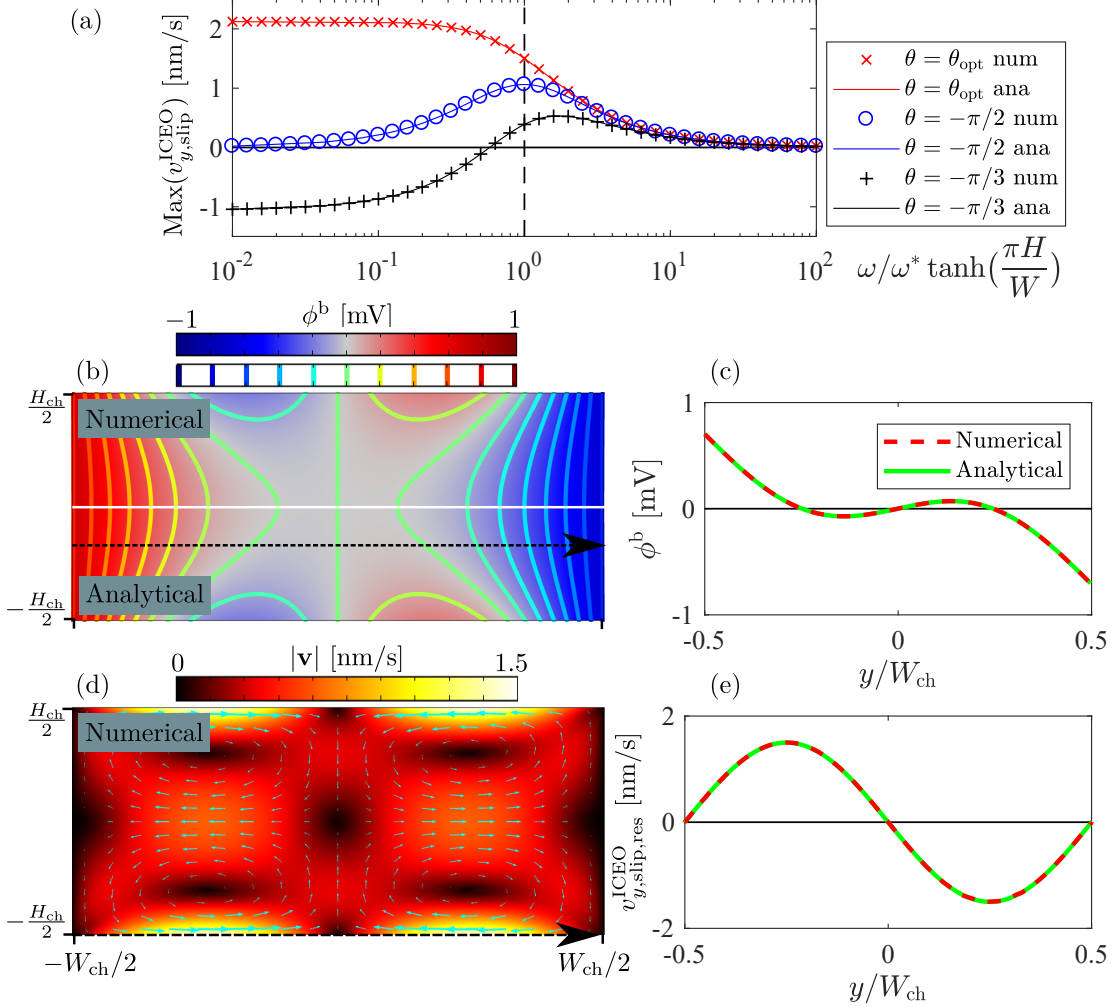 (a)
Max(v_{y,slip}^{ICEO}) [nm/s]
2
1
0
-1
10^{-2}
10^{-1}
10^0
10^1
10^2
ω/ω* tanh(πH/W)
θ = θ_opt num
θ = θ_opt ana
θ = −π/2 num
θ = −π/2 ana
θ = −π/3 num
θ = −π/3 ana
−1
ϕ^b [mV]
1
(b)
H_ch/2
Numerical
Analytical
−H_ch/2
(c)
1
0
-1
ϕ^b [mV]
Numerical
Analytical
-0.5
0
0.5
y/W_ch
0
|v| [nm/s]
1.5
(d)
H_ch/2
Numerical
−H_ch/2
−W_ch/2
W_ch/2
(e)
2
0
-2
v_{y,slip,res}^{ICEO} [nm/s]
-0.5
0
0.5
y/W_ch